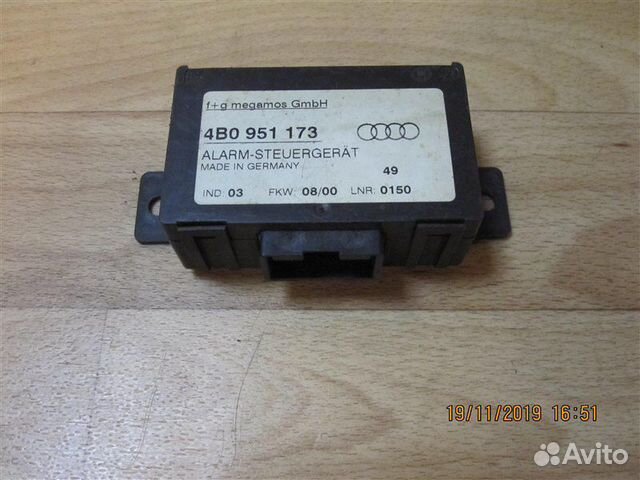 f+g megamos GmbH
4B0 951 173
ALARM-STEUERGERÄT
MADE IN GERMANY
49
IND 03 FKW: 08/00 LNR: 0150
19/11/2019 16:51
Avito